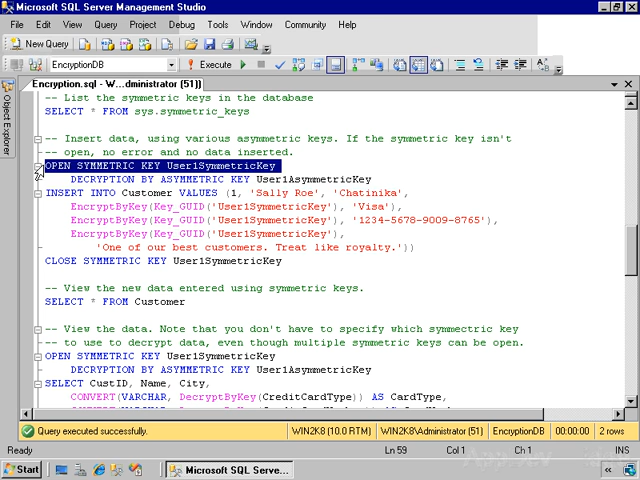 Microsoft SQL Server Management Studio
File Edit View Query Project Debug Tools Window Community Help
New Query
EncryptionDB Execute
Object Explorer
Encryption.sql - W...dministrator (51))
-- List the symmetric keys in the database
SELECT * FROM sys.symmetric_keys
-- Insert data, using various asymmetric keys. If the symmetric key isn't
-- open, no error and no data inserted.
OPEN SYMMETRIC KEY User1SymmetricKey
DECRYPTION BY ASYMMETRIC KEY User1AsymmetricKey
INSERT INTO Customer VALUES (1, 'Sally Roe', 'Chatinika',
EncryptByKey(Key_GUID('User1SymmetricKey'), 'Visa'),
EncryptByKey(Key_GUID('User1SymmetricKey'), '1234-5678-9009-8765'),
EncryptByKey(Key_GUID('User1SymmetricKey'),
'One of our best customers. Treat like royalty.'))
CLOSE SYMMETRIC KEY User1SymmetricKey
-- View the new data entered using symmetric keys.
SELECT * FROM Customer
-- View the data. Note that you don't have to specify which symmectric key
-- to use to decrypt data, even though multiple symmetric keys can be open.
OPEN SYMMETRIC KEY User1SymmetricKey
DECRYPTION BY ASYMMETRIC KEY User1AsymmetricKey
SELECT CustID, Name, City,
CONVERT(VARCHAR, DecryptByKey(CreditCardType)) AS CardType,
Query executed successfully. WIN2K8 (10.0 RTM) WIN2K8\Administrator (51) EncryptionDB 00:00:00 2 rows
Ready Ln 59 Col 1 Ch 1 INS
Start Microsoft SQL Serve...